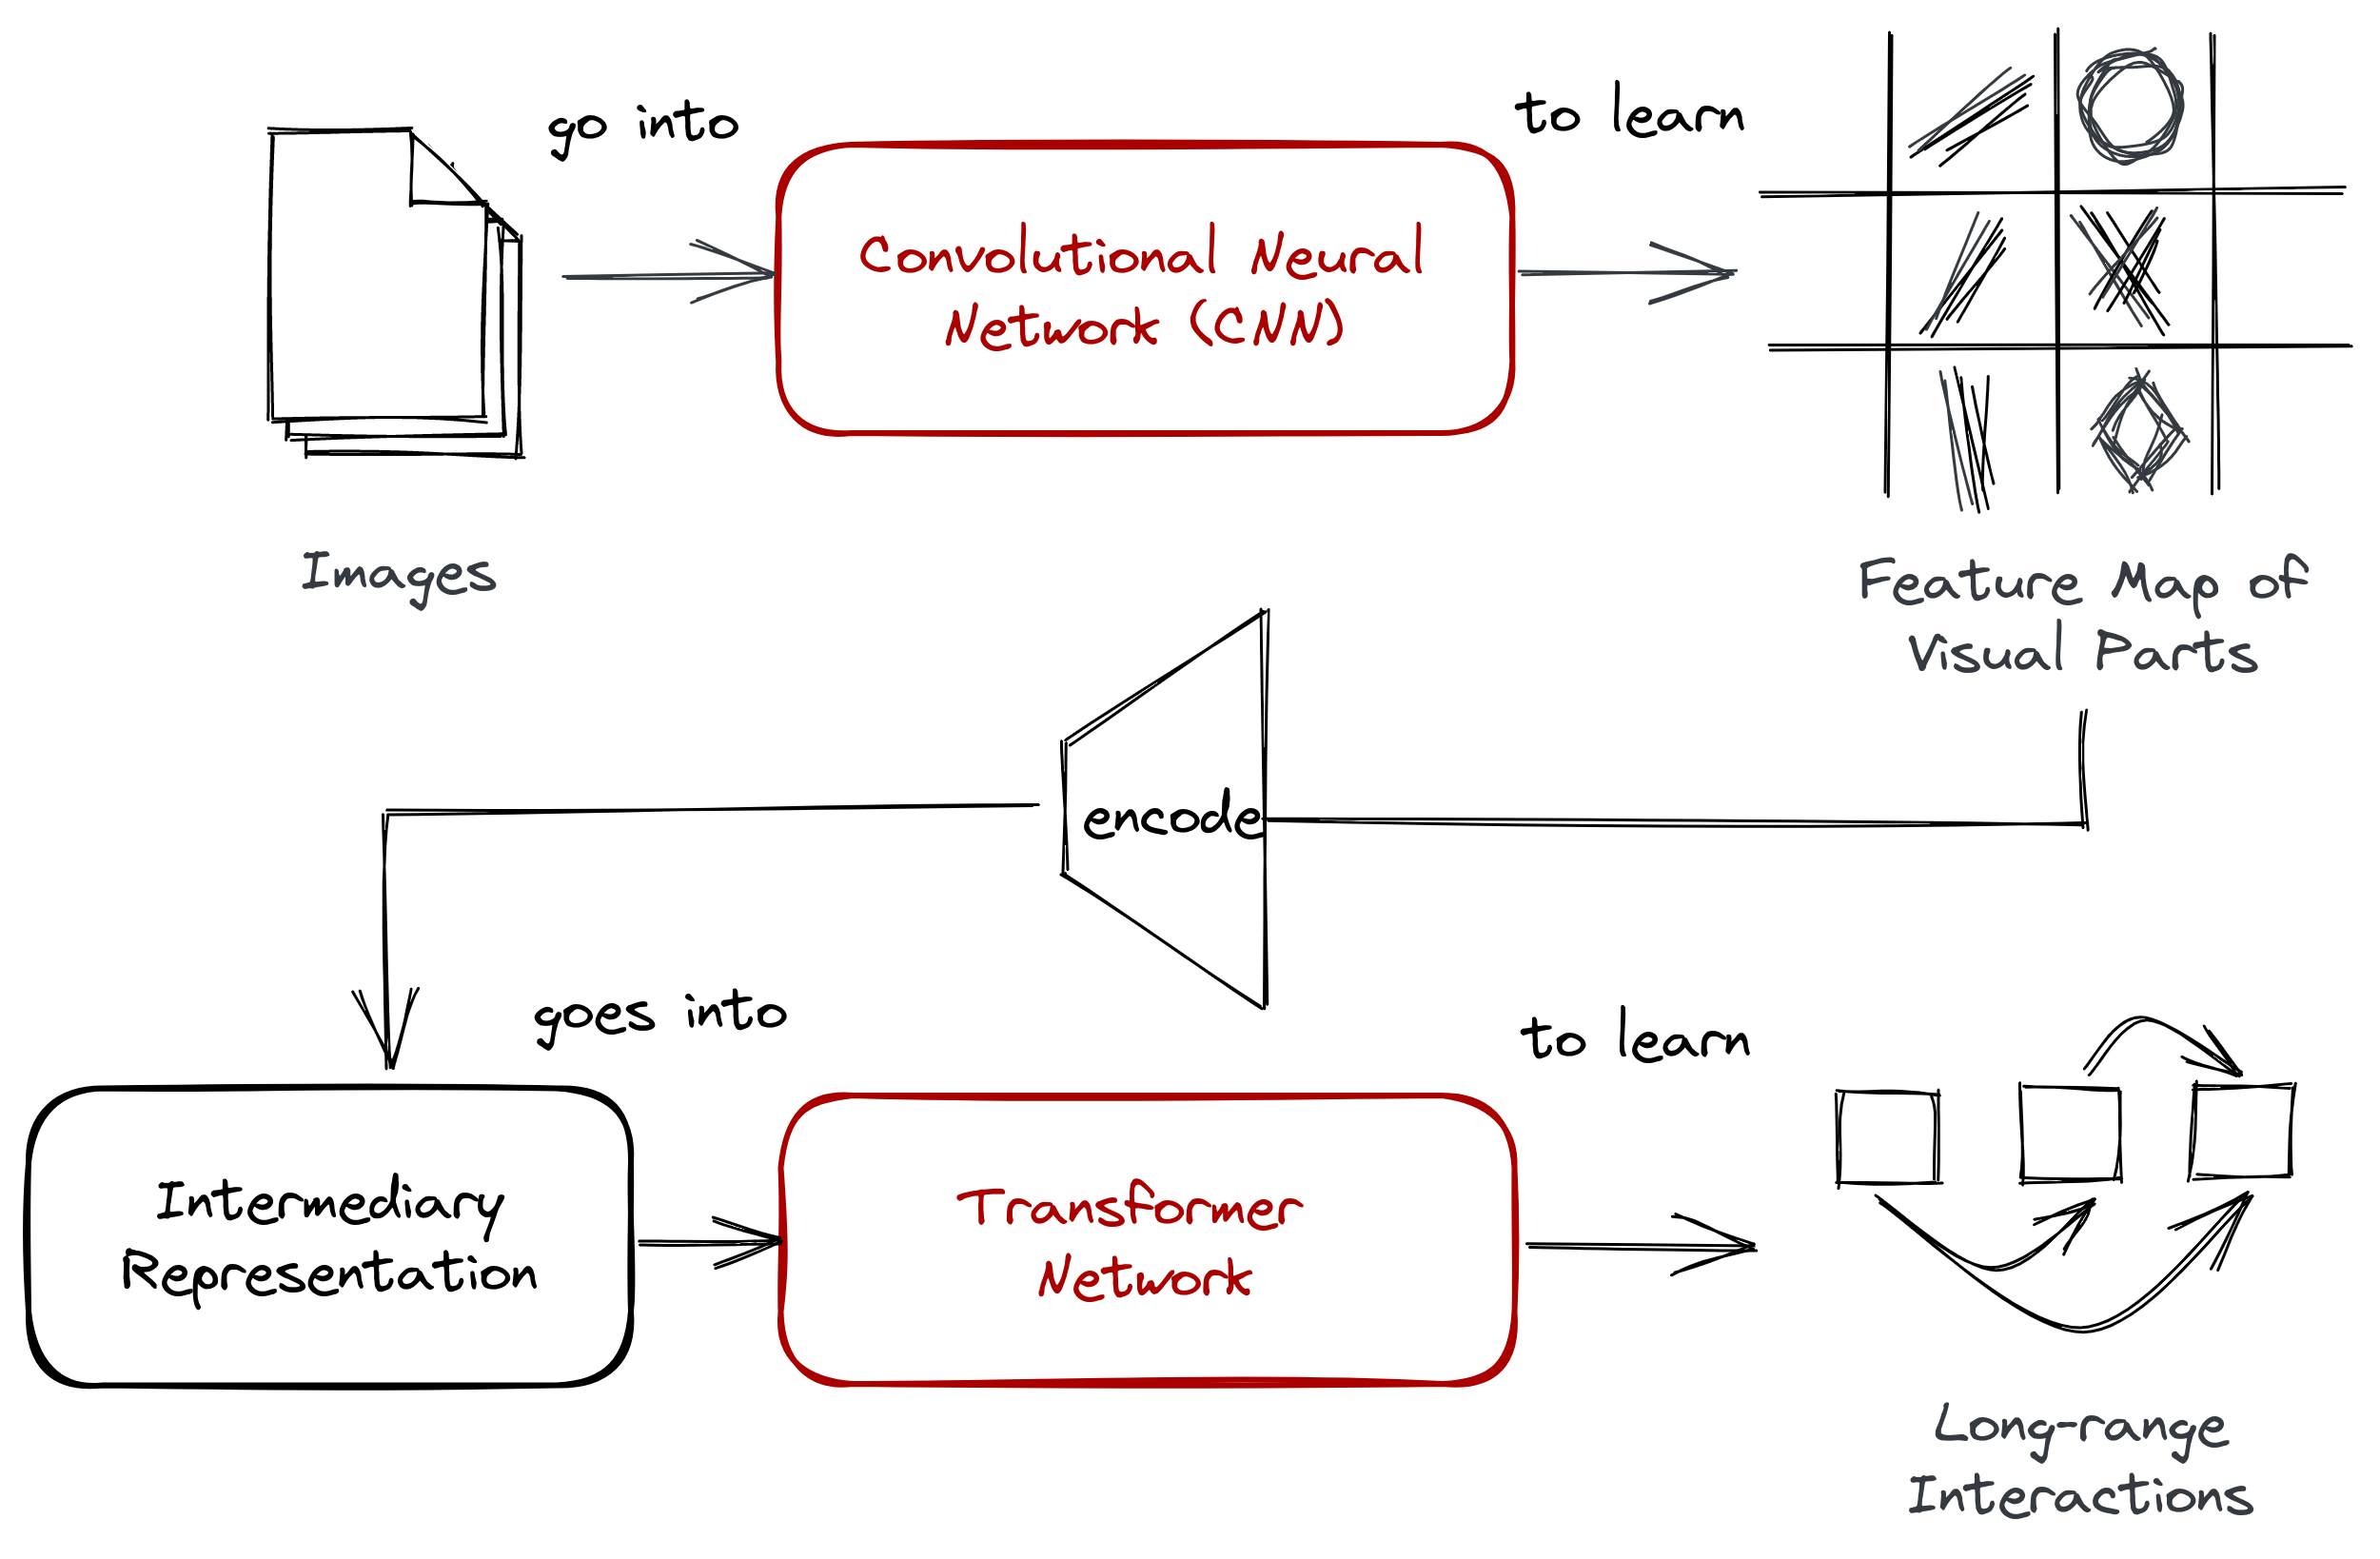 go into
to learn
Convolutional Neural
Network (CNN)
Images
Feature Map of
Visual Parts
encode
goes into
to learn
Intermediary
Representation
Transformer
Network
Long-range
Interactions